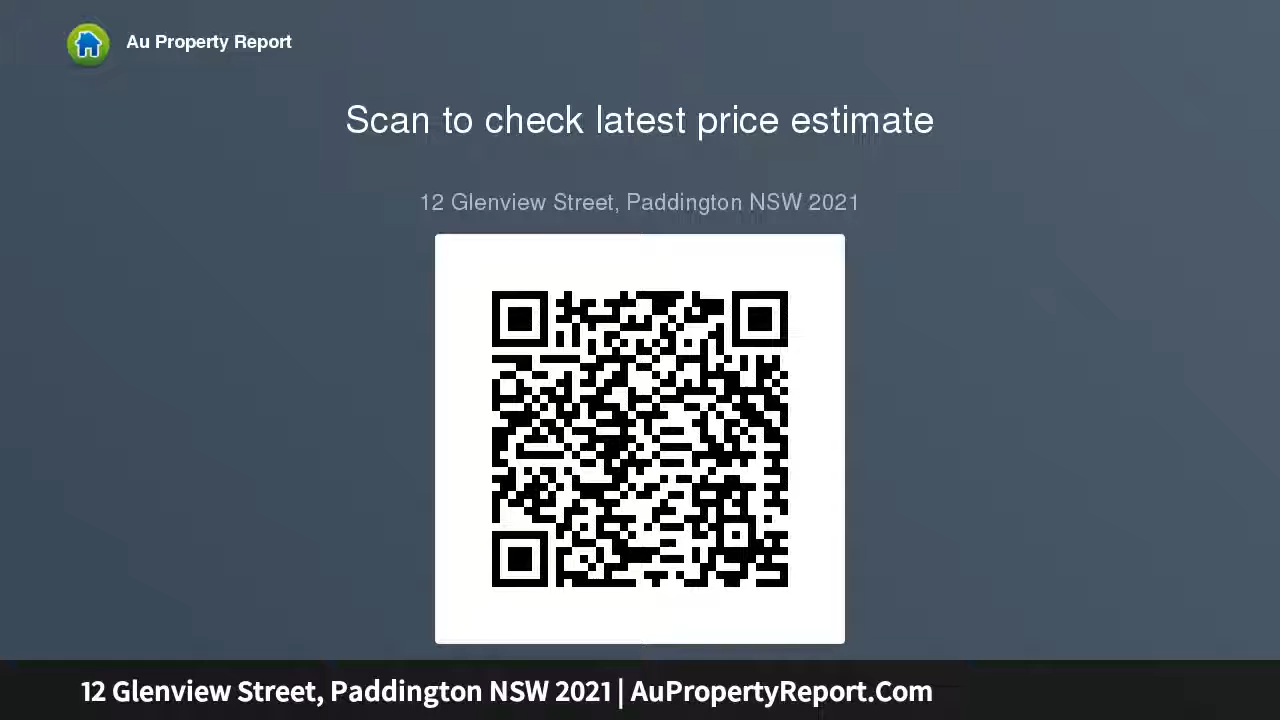 Au Property Report
Scan to check latest price estimate
12 Glenview Street, Paddington NSW 2021
12 Glenview Street, Paddington NSW 2021 | AuPropertyReport.Com